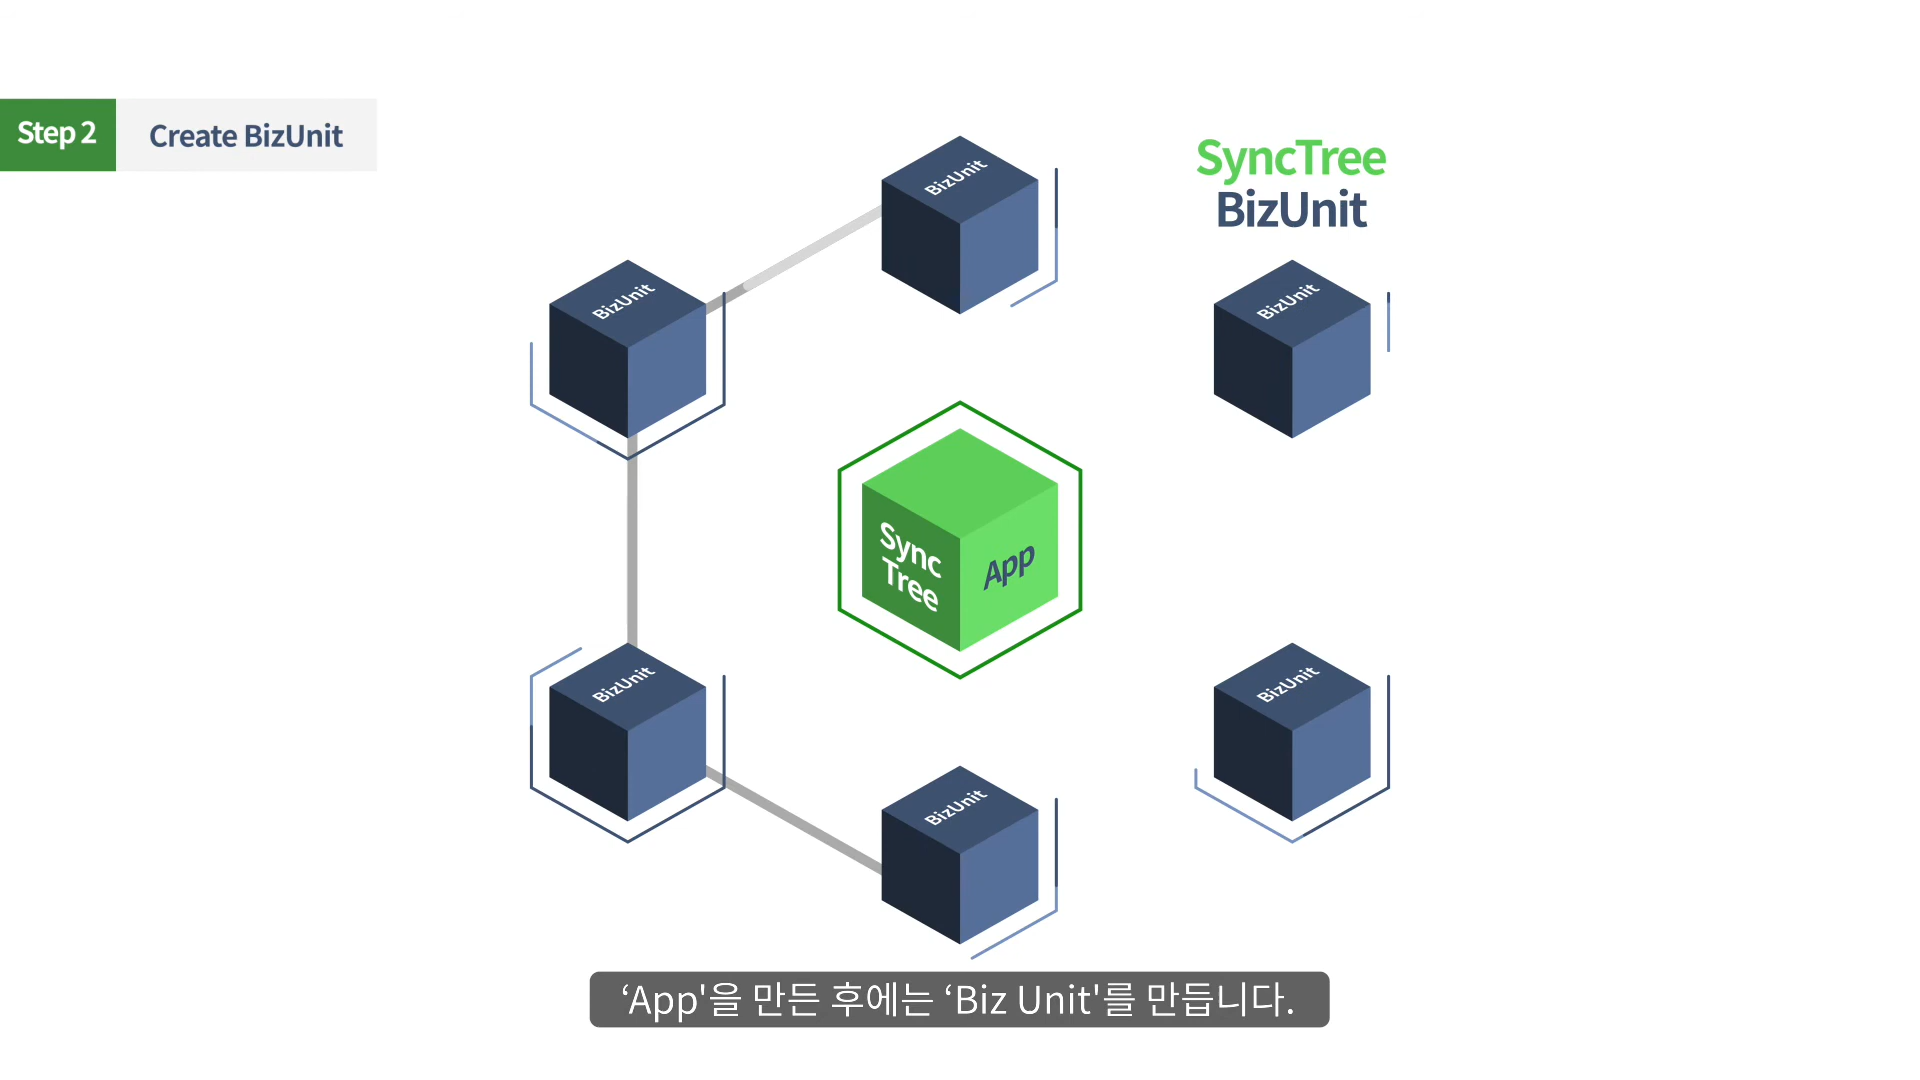 Step 2
Create BizUnit
SyncTree
BizUnit
BizUnit
BizUnit
BizUnit
Sync
Tree
App
BizUnit
BizUnit
BizUnit
‘App'을 만든 후에는 ‘Biz Unit'를 만듭니다.